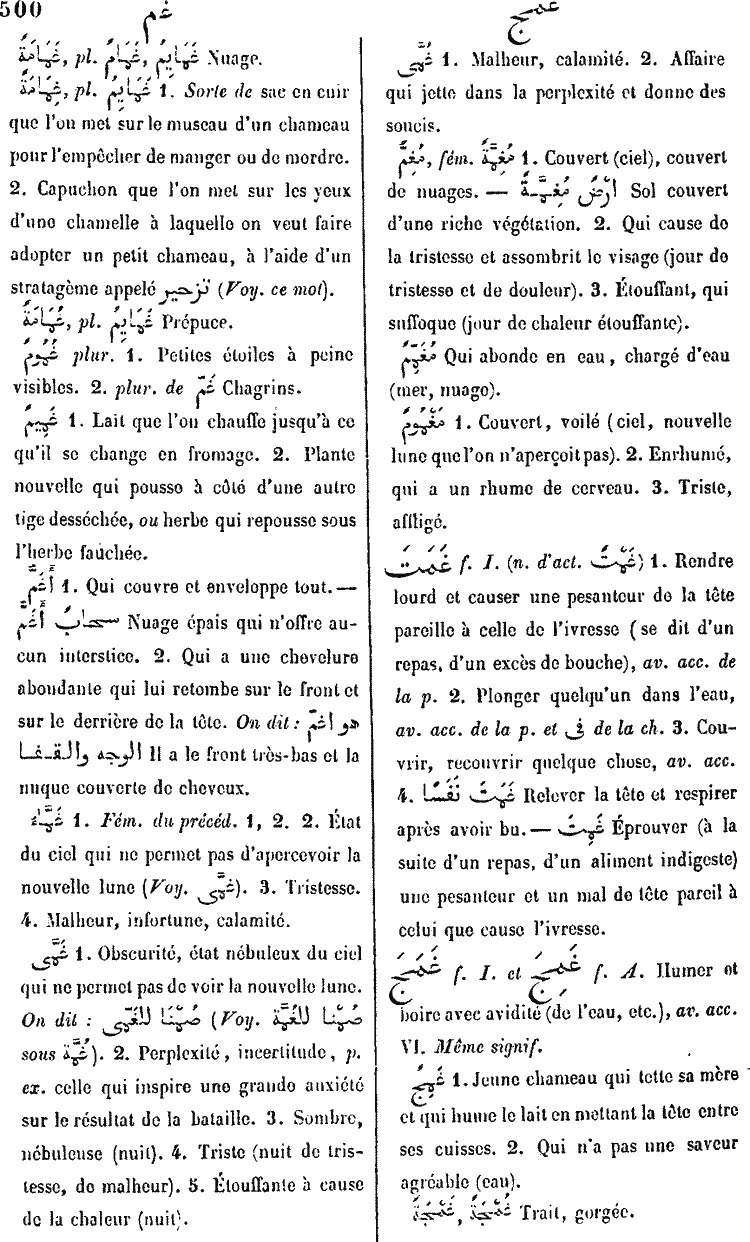 500
غم
غمج
غَمَامَةٌ, pl. غَمَامٌ, غَمَايِمُ Nuage.
غِمَامَةٌ, pl. غَمَايِمُ 1. Sorte de sac en cuir
que l'on met sur le museau d'un chameau
pour l'empêcher de manger ou de mordre.
2. Capuchon que l'on met sur les yeux
d'une chamelle à laquelle on veut faire
adopter un petit chameau, à l'aide d'un
stratagème appelé تزحير (Voy. ce mot).
غُمَامَةٌ, pl. غَمَايِمُ Prépuce.
غُمُومٌ plur. 1. Petites étoiles à peine
visibles. 2. plur. de غَمّ Chagrins.
غَمِيمٌ 1. Lait que l'on chauffe jusqu'à ce
qu'il se change en fromage. 2. Plante
nouvelle qui pousse à côté d'une autre
tige desséchée, ou herbe qui repousse sous
l'herbe fauchée.
أَغَمُّ 1. Qui couvre et enveloppe tout. —
سحابٌ أَغَمُّ Nuage épais qui n'offre au-
cun interstice. 2. Qui a une chevelure
abondante qui lui retombe sur le front et
sur le derrière de la tête. On dit : هو اغمّ
الوجه والقفا Il a le front très-bas et la
nuque couverte de cheveux.
غَمَّاءُ 1. Fém. du précéd. 1, 2. 2. État
du ciel qui ne permet pas d'apercevoir la
nouvelle lune (Voy. غَمَّى). 3. Tristesse.
4. Malheur, infortune, calamité.
غَمَّى 1. Obscurité, état nébuleux du ciel
qui ne permet pas de voir la nouvelle lune.
On dit : صُمْنَا لِلْغَمَّى (Voy. صُمْنَا لِلْغُمَّةِ
sous غمّة). 2. Perplexité, incertitude, p.
ex. celle qui inspire une grande anxiété
sur le résultat de la bataille. 3. Sombre,
nébuleuse (nuit). 4. Triste (nuit de tris-
tesse, de malheur). 5. Étouffante à cause
de la chaleur (nuit).
غُمَّى 1. Malheur, calamité. 2. Affaire
qui jette dans la perplexité et donne des
soucis.
مُغِمٌّ, fém. مُغِمَّةٌ 1. Couvert (ciel), couvert
de nuages. — أرضٌ مُغِمَّةٌ Sol couvert
d'une riche végétation. 2. Qui cause de
la tristesse et assombrit le visage (jour de
tristesse et de douleur). 3. Étouffant, qui
suffoque (jour de chaleur étouffante).
مُغَمِّمٌ Qui abonde en eau, chargé d'eau
(mer, nuage).
مَغْمُومٌ 1. Couvert, voilé (ciel, nouvelle
lune que l'on n'aperçoit pas). 2. Enrhumé,
qui a un rhume de cerveau. 3. Triste,
affligé.
غَمَتَ f. I. (n. d'act. غَمْتٌ) 1. Rendre
lourd et causer une pesanteur de la tête
pareille à celle de l'ivresse (se dit d'un
repas, d'un excès de bouche), av. acc. de
la p. 2. Plonger quelqu'un dans l'eau,
av. acc. de la p. et في de la ch. 3. Cou-
vrir, recouvrir quelque chose, av. acc.
4. غَمَتَ نَفَسًا Relever la tête et respirer
après avoir bu. — غَمِتَ Éprouver (à la
suite d'un repas, d'un aliment indigeste)
une pesanteur et un mal de tête pareil à
celui que cause l'ivresse.
غَمَجَ f. I. et غَمِجَ f. A. Humer et
boire avec avidité (de l'eau, etc.), av. acc.
VI. Même signif.
غَمِجٌ 1. Jeune chameau qui tette sa mère
et qui hume le lait en mettant la tête entre
ses cuisses. 2. Qui n'a pas une saveur
agréable (eau).
غَمْجَةٌ, غُمْجَةٌ Trait, gorgée.